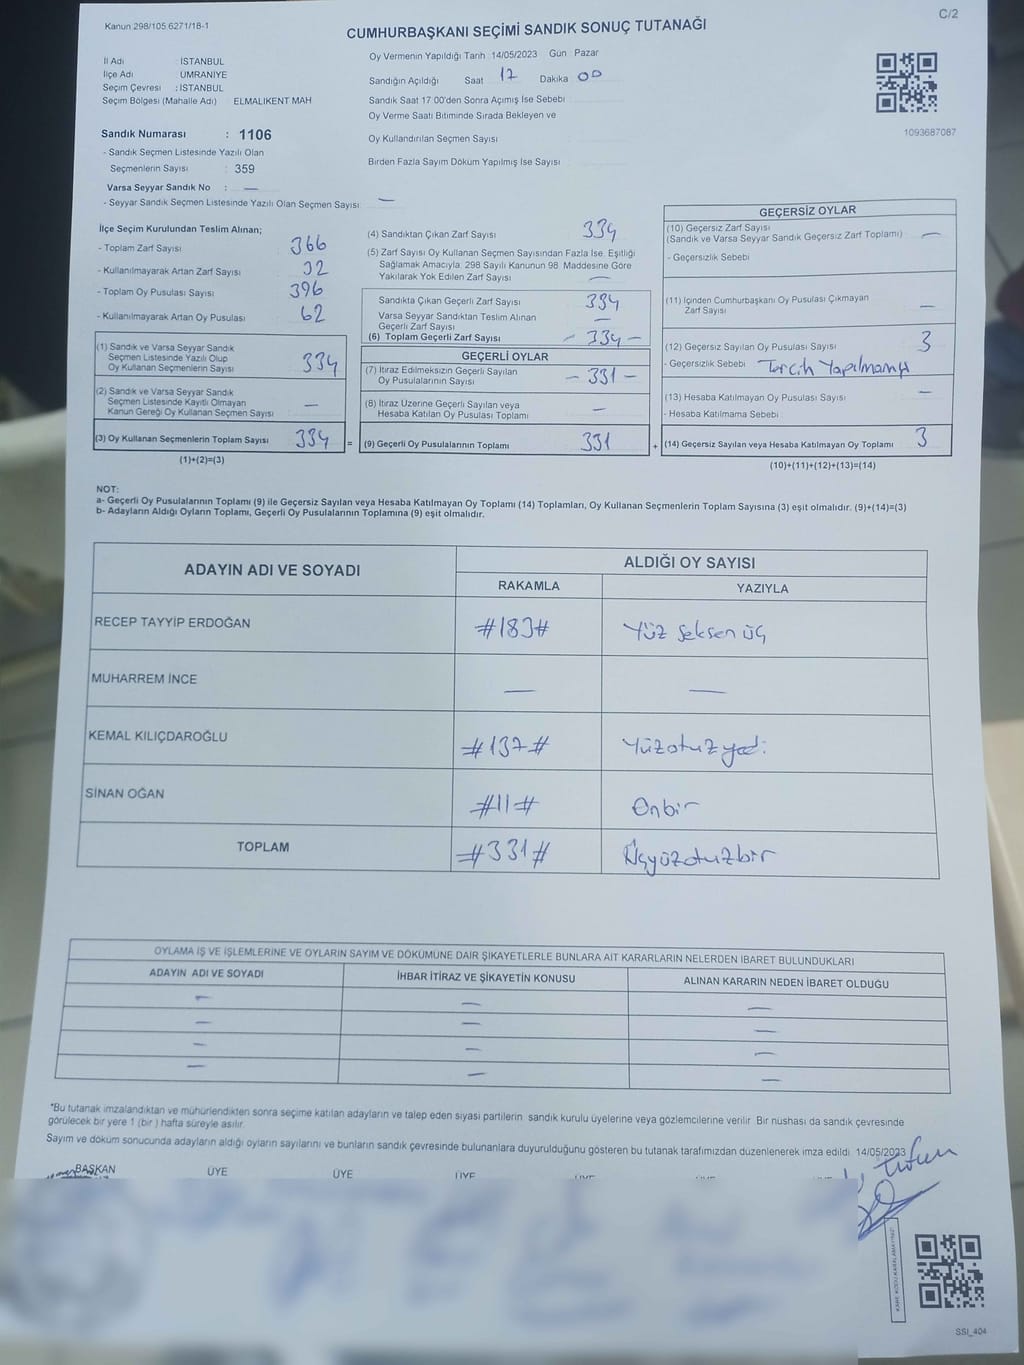 C/2
Kanun 298/105 6271/18-1
CUMHURBAŞKANI SEÇİMİ SANDIK SONUÇ TUTANAĞI
İl Adı : İSTANBUL
İlçe Adı : ÜMRANİYE
Seçim Çevresi : İSTANBUL
Seçim Bölgesi (Mahalle Adı) ELMALIKENT MAH
Oy Vermenin Yapıldığı Tarih : 14/05/2023 Gün : Pazar
Sandığın Açıldığı Saat 17 Dakika 00
Sandık Saat 17 00'den Sonra Açımış İse Sebebi
Oy Verme Saati Bitiminde Sırada Bekleyen ve
Oy Kullandırılan Seçmen Sayısı
Birden Fazla Sayım Döküm Yapılmış İse Sayısı
1093687087
Sandık Numarası : 1106
- Sandık Seçmen Listesinde Yazılı Olan
Seçmenlerin Sayısı : 359
Varsa Seyyar Sandık No : —
- Seyyar Sandık Seçmen Listesinde Yazılı Olan Seçmen Sayısı —
İlçe Seçim Kurulundan Teslim Alınan;
- Toplam Zarf Sayısı 366
- Kullanılmayarak Artan Zarf Sayısı 32
- Toplam Oy Pusulası Sayısı 396
- Kullanılmayarak Artan Oy Pusulası 62
(1) Sandık ve Varsa Seyyar Sandık
Seçmen Listesinde Yazılı Olup
Oy Kullanan Seçmenlerin Sayısı 334
(2) Sandık ve Varsa Seyyar Sandık
Seçmen Listesinde Kayıtlı Olmayan
Kanun Gereği Oy Kullanan Seçmen Sayısı —
(3) Oy Kullanan Seçmenlerin Toplam Sayısı 334 =
(1)+(2)=(3)
(4) Sandıktan Çıkan Zarf Sayısı 334
(5) Zarf Sayısı Oy Kullanan Seçmen Sayısından Fazla İse, Eşitliği
Sağlamak Amacıyla, 298 Sayılı Kanunun 98. Maddesine Göre
Yakılarak Yok Edilen Zarf Sayısı —
Sandıkta Çıkan Geçerli Zarf Sayısı 334
Varsa Seyyar Sandıktan Teslim Alınan
Geçerli Zarf Sayısı —
(6) Toplam Geçerli Zarf Sayısı – 334 –
GEÇERLİ OYLAR
(7) İtiraz Edilmeksizin Geçerli Sayılan
Oy Pusulalarının Sayısı – 331 –
(8) İtiraz Üzerine Geçerli Sayılan veya
Hesaba Katılan Oy Pusulası Toplamı —
(9) Geçerli Oy Pusulalarının Toplamı 331 +
GEÇERSİZ OYLAR
(10) Geçersiz Zarf Sayısı
(Sandık ve Varsa Seyyar Sandık Geçersiz Zarf Toplamı) —
- Geçersizlik Sebebi
(11) İçinden Cumhurbaşkanı Oy Pusulası Çıkmayan
Zarf Sayısı —
(12) Geçersiz Sayılan Oy Pusulası Sayısı 3
- Geçersizlik Sebebi Tercih Yapılmamış
(13) Hesaba Katılmayan Oy Pusulası Sayısı —
- Hesaba Katılmama Sebebi
(14) Geçersiz Sayılan veya Hesaba Katılmayan Oy Toplamı 3
(10)+(11)+(12)+(13)=(14)
NOT:
a- Geçerli Oy Pusulalarının Toplamı (9) ile Geçersiz Sayılan veya Hesaba Katılmayan Oy Toplamı (14) Toplamları, Oy Kullanan Seçmenlerin Toplam Sayısına (3) eşit olmalıdır. (9)+(14)=(3)
b- Adayların Aldığı Oyların Toplamı, Geçerli Oy Pusulalarının Toplamına (9) eşit olmalıdır.
ADAYIN ADI VE SOYADI ALDIĞI OY SAYISI
RAKAMLA YAZIYLA
RECEP TAYYİP ERDOĞAN #183# Yüz seksen üç
MUHARREM İNCE — —
KEMAL KILIÇDAROĞLU #137# Yüzotuz yedi
SİNAN OĞAN #11# Onbir
TOPLAM #331# Üçyüzotuzbir
OYLAMA İŞ VE İŞLEMLERİNE VE OYLARIN SAYIM VE DÖKÜMÜNE DAİR ŞİKAYETLERLE BUNLARA AİT KARARLARIN NELERDEN İBARET BULUNDUKLARI
ADAYIN ADI VE SOYADI İHBAR İTİRAZ VE ŞİKAYETİN KONUSU ALINAN KARARIN NEDEN İBARET OLDUĞU
— — —
— — —
— — —
— — —
*Bu tutanak imzalandıktan ve mühürlendikten sonra seçime katılan adayların ve talep eden siyasi partilerin sandık kurulu üyelerine veya gözlemcilerine verilir. Bir nüshası da sandık çevresinde
görülecek bir yere 1 (bir ) hafta süreyle asılır.
Sayım ve döküm sonucunda adayların aldığı oyların sayılarını ve bunların sandık çevresinde bulunanlara duyurulduğunu gösteren bu tutanak tarafımızdan düzenlenerek imza edildi. 14/05/2023
BAŞKAN ÜYE ÜYE ÜYE
SSI_404